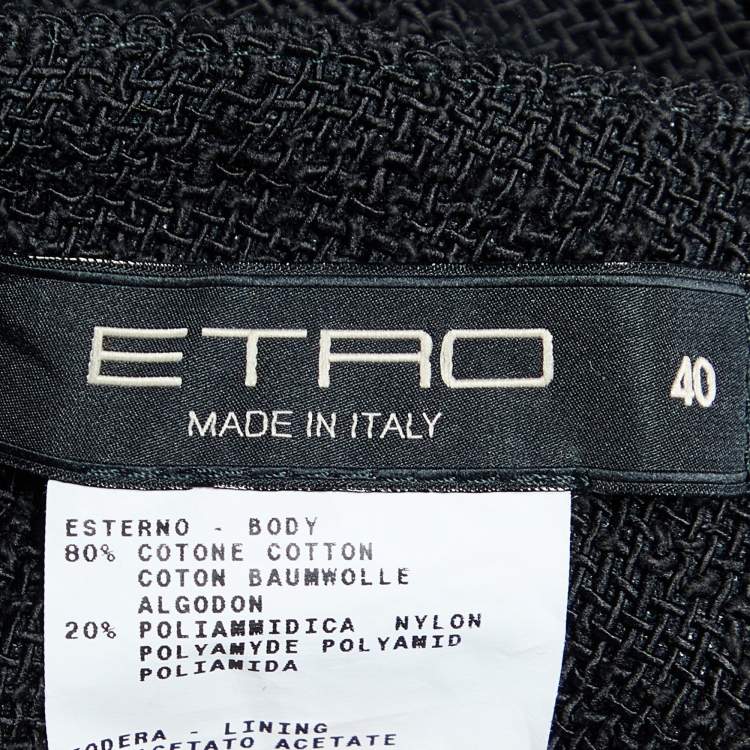 ETRO
40
MADE IN ITALY
ESTERNO - BODY
80% COTONE COTTON
COTON BAUMWOLLE
ALGODON
20% POLIAMMIDICA NYLON
POLYAMYDE POLYAMID
POLIAMIDA
FODERA - LINING
ACETATO ACETATE